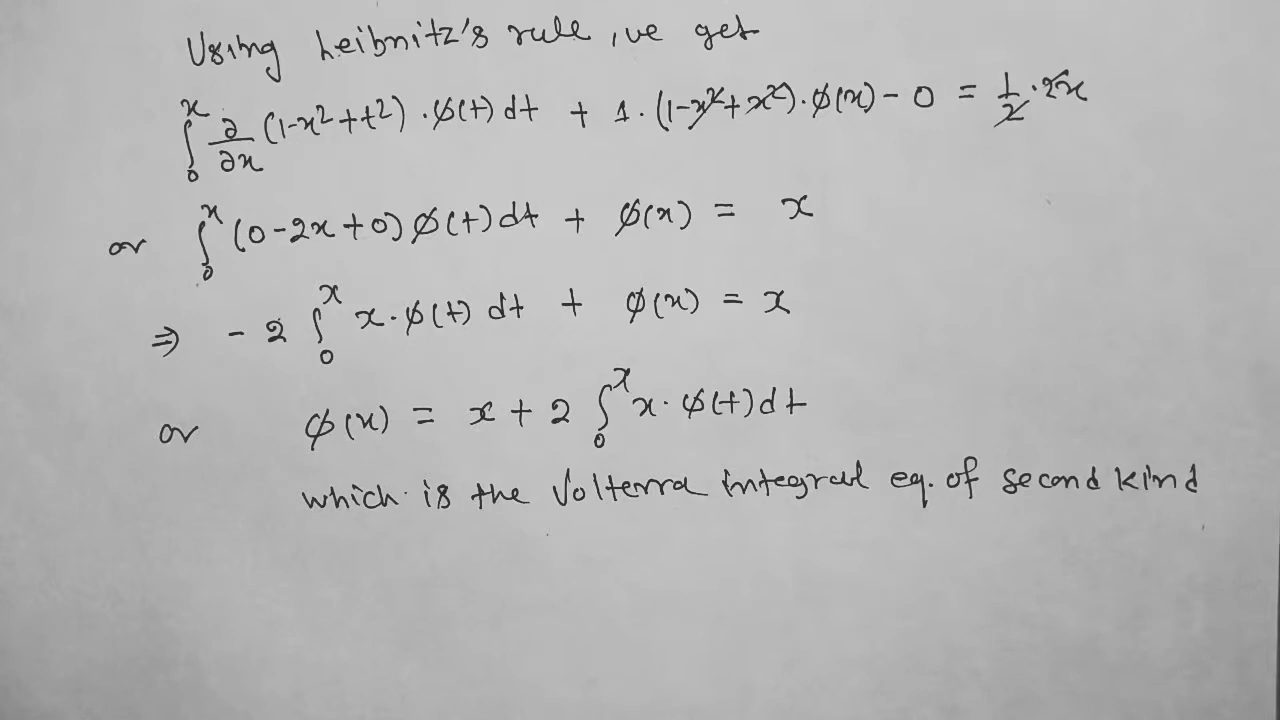 Using Leibnitz's rule, we get
∫₀ˣ ∂/∂x (1-x²+t²)·φ(t) dt + 1·(1-x²+x²)·φ(x) - 0 = 1/2·2x
or ∫₀ˣ (0-2x+0) φ(t) dt + φ(x) = x
⇒ -2 ∫₀ˣ x·φ(t) dt + φ(x) = x
or φ(x) = x + 2 ∫₀ˣ x·φ(t) dt
which is the Volterra integral eq. of second kind